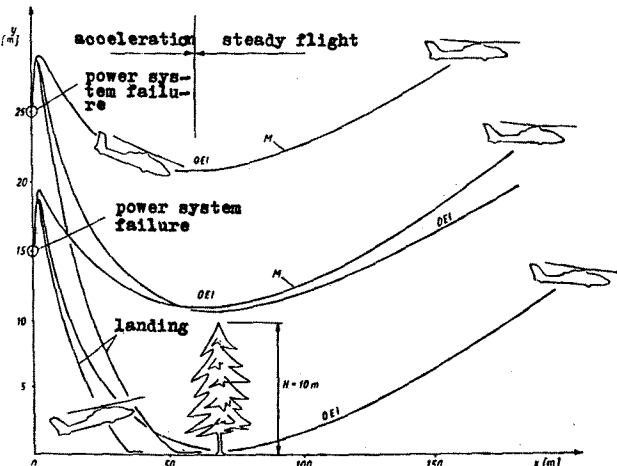 y
[m]
acceleration
steady flight
power sys-
tem failu-
re
25
OEI
M
20
power system
failure
15
OEI
M
OEI
10
landing
H = 10 m
5
OEI
0
50
100
150
x [m]